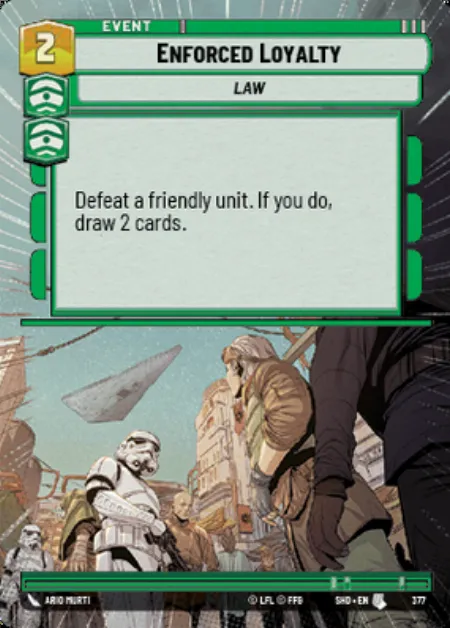 EVENT
2
ENFORCED LOYALTY
LAW
Defeat a friendly unit. If you do,
draw 2 cards.
ARIO MURTI
© LFL © FFG
SHD • EN
377